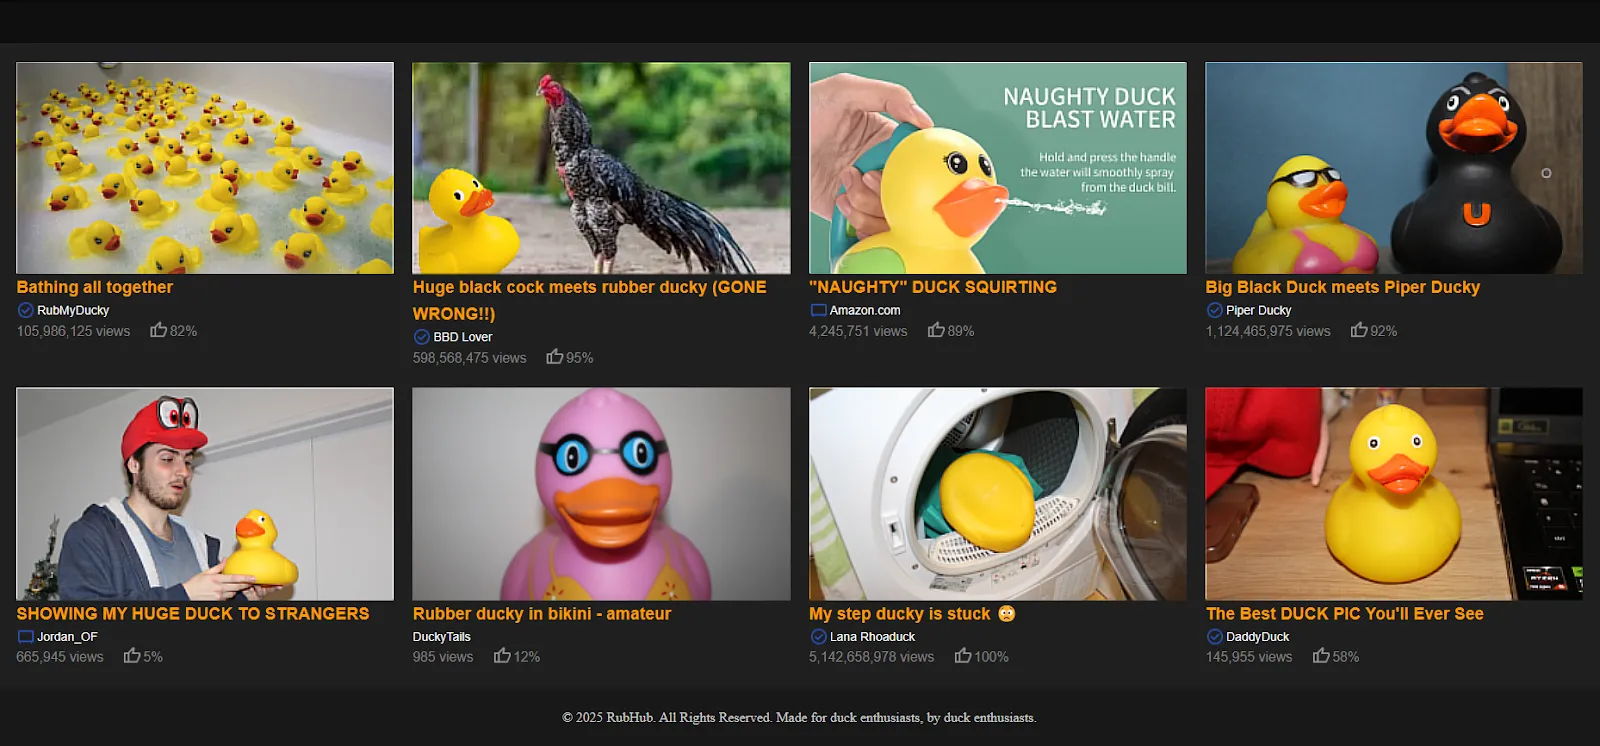 NAUGHTY DUCK
BLAST WATER
Hold and press the handle
the water will smoothly spray
from the duck bill.
Bathing all together
RubMyDucky
105,986,125 views 82%
Huge black cock meets rubber ducky (GONE
WRONG!!)
BBD Lover
598,568,475 views 95%
"NAUGHTY" DUCK SQUIRTING
Amazon.com
4,245,751 views 89%
Big Black Duck meets Piper Ducky
Piper Ducky
1,124,465,975 views 92%
SHOWING MY HUGE DUCK TO STRANGERS
Jordan_OF
665,945 views 5%
Rubber ducky in bikini - amateur
DuckyTails
985 views 12%
My step ducky is stuck 😳
Lana Rhoaduck
5,142,658,978 views 100%
RYZEN
The Best DUCK PIC You'll Ever See
DaddyDuck
145,955 views 58%
© 2025 RubHub. All Rights Reserved. Made for duck enthusiasts, by duck enthusiasts.